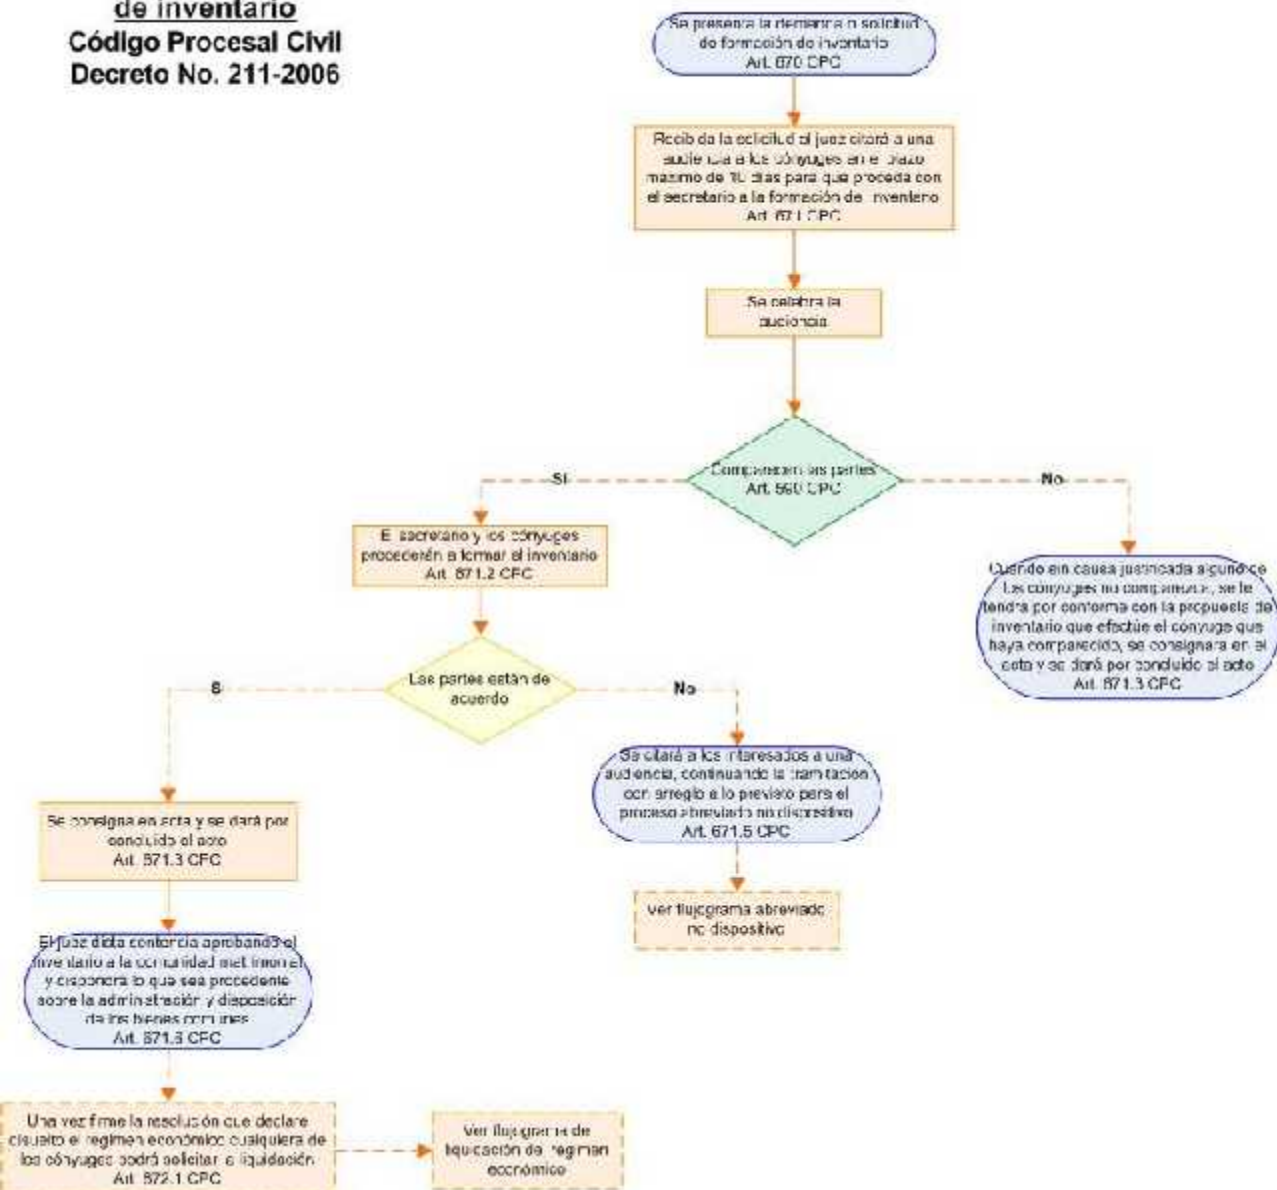 de inventario
Código Procesal Civil
Decreto No. 211-2006
Se presenta la demanda o solicitud
de formación de inventario
Art. 670 CPC
Recibida la solicitud el juez citará a una
audiencia a los cónyuges en el plazo
máximo de 10 días para que proceda con
el secretario a la formación de inventario
Art. 671 CPC
Se celebra la
audiencia
Comparecen las partes
Art. 590 CPC
Si
No
El secretario y los cónyuges
procederán a formar el inventario
Art. 671.2 CPC
Cuando sin causa justificada alguno de
los cónyuges no comparezca, se le
tendrá por conforme con la propuesta de
inventario que efectúe el cónyuge que
haya comparecido, se consignara en el
acta y se dará por concluido el acto
Art. 671.3 CPC
Las partes están de
acuerdo
S
No
Se citará a los interesados a una
audiencia, continuando la tramitación
con arreglo a lo previsto para el
proceso abreviado no dispositivo
Art. 671.5 CPC
Se consigna en acta y se dará por
concluido el acto
Art. 671.3 CPC
Ver flujograma abreviado
no dispositivo
El juez dicta sentencia aprobando el
inventario a la comunidad matrimonial
y dispondrá lo que sea procedente
sobre la administración y disposición
de los bienes comunes
Art. 671.6 CPC
Una vez firme la resolución que declare
disuelto el régimen económico cualquiera de
los cónyuges podrá solicitar la liquidación
Art. 672.1 CPC
Ver flujograma de
liquidación del régimen
económico